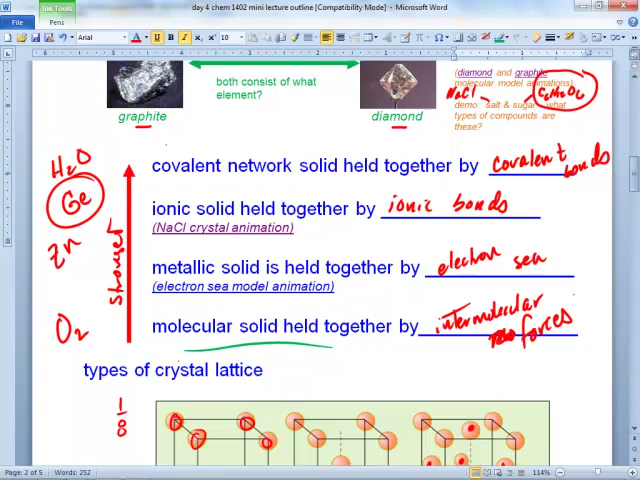 day 4 chem 1402 mini lecture outline [Compatibility Mode] - Microsoft Word
Ink Tools
File
Pens
Arial
10
graphite
both consist of what
element?
diamond
(diamond and graphite
molecular model animations)
NaCl
demo salt & sugar what
types of compounds are
these?
H2O
Ge
Zn
O2
stronger
covalent network solid held together by covalent bonds
ionic solid held together by ionic bonds
(NaCl crystal animation)
metallic solid is held together by electron sea
(electron sea model animation)
molecular solid held together by intermolecular forces
types of crystal lattice
1
8
Page: 2 of 5 Words: 252 114%